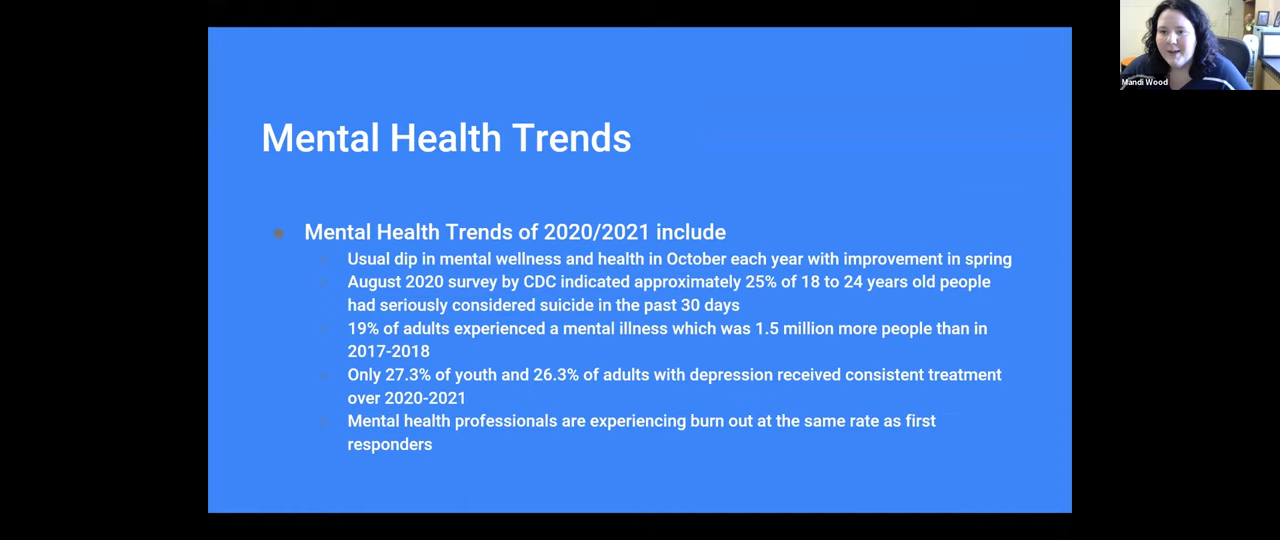 Mental Health Trends
Mental Health Trends of 2020/2021 include
Usual dip in mental wellness and health in October each year with improvement in spring
August 2020 survey by CDC indicated approximately 25% of 18 to 24 years old people
had seriously considered suicide in the past 30 days
19% of adults experienced a mental illness which was 1.5 million more people than in
2017-2018
Only 27.3% of youth and 26.3% of adults with depression received consistent treatment
over 2020-2021
Mental health professionals are experiencing burn out at the same rate as first
responders
Mandi Wood